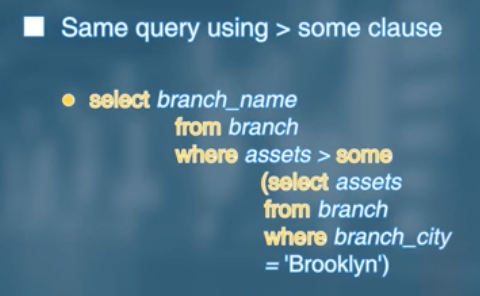 Same query using > some clause
select branch_name
from branch
where assets > some
(select assets
from branch
where branch_city
= 'Brooklyn')